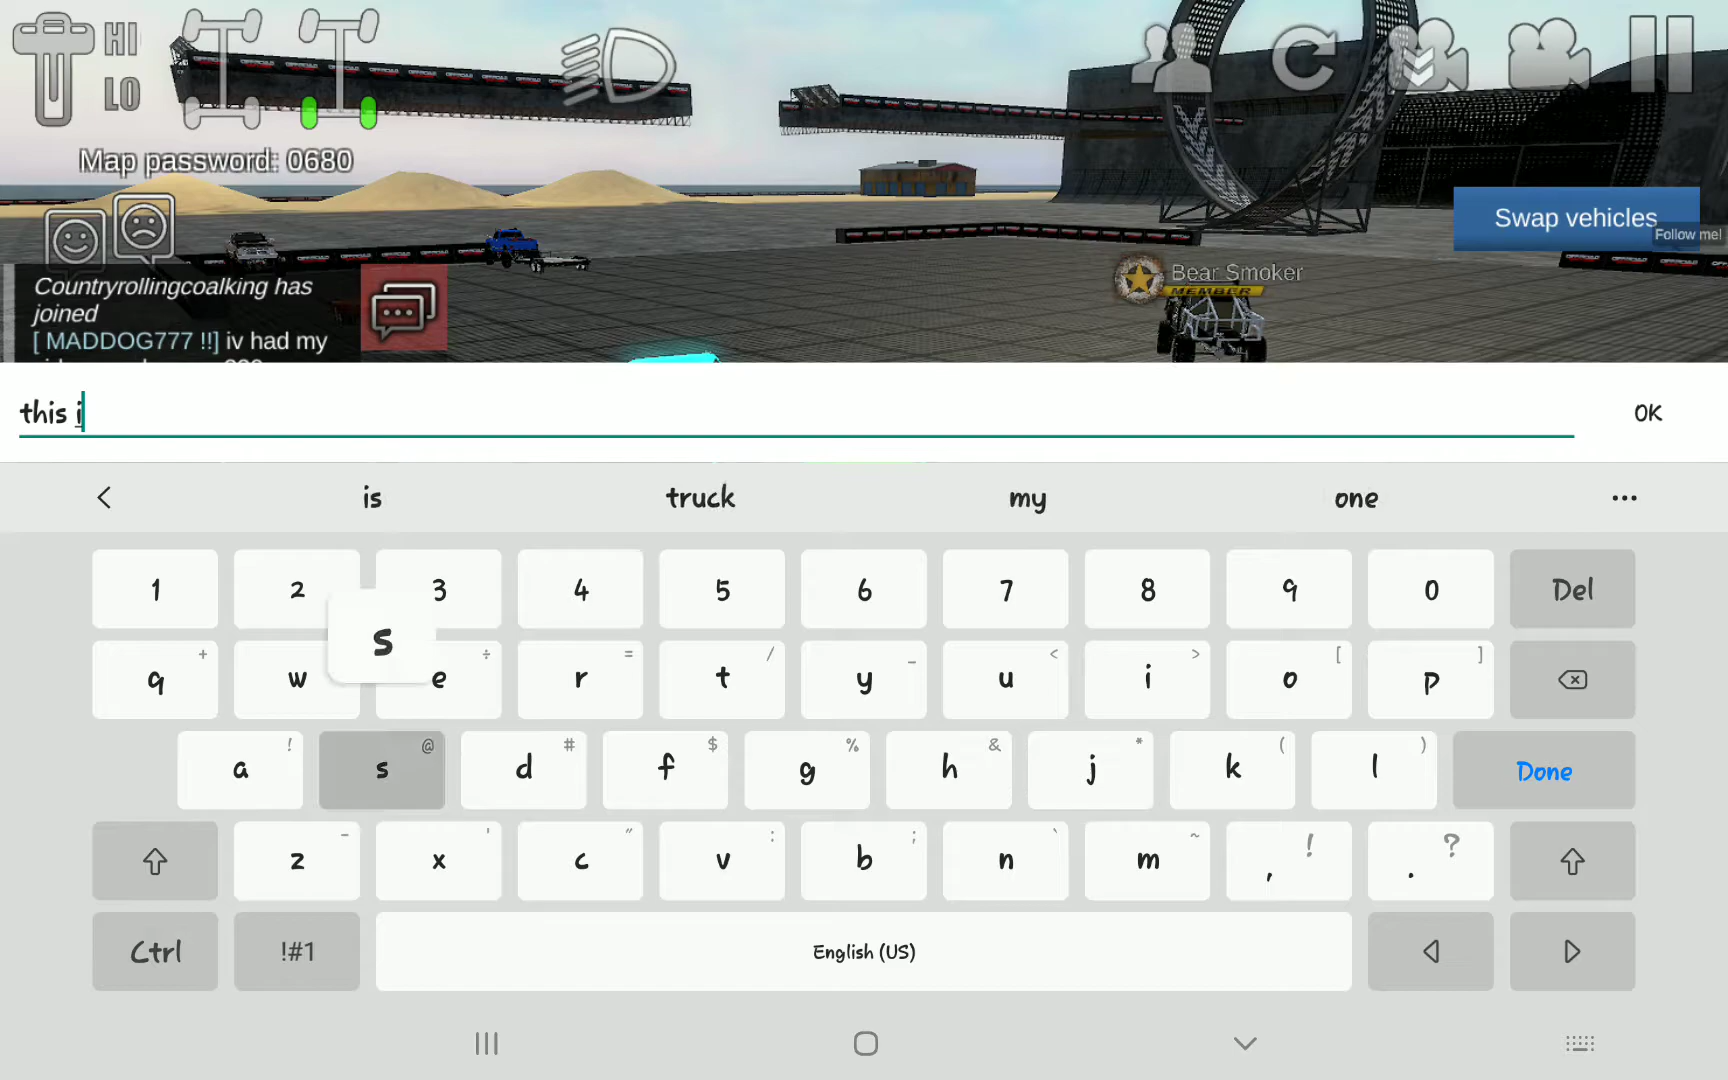 HI
LO
Map password: 0680
Swap vehicles
Follow me!
Bear Smoker
MEMBER
Countryrollingcoalking has
joined
[ MADDOG777 !!] iv had my
this i
OK
is truck my one
1 2 3 4 5 6 7 8 9 0 Del
s
+ ÷ = / _ < > [ ]
q w e r t y u i o p
! @ # $ % & * ( )
a s d f g h j k l Done
- ' " : ; ` ~ ! ?
z x c v b n m , .
Ctrl !#1 English (US)